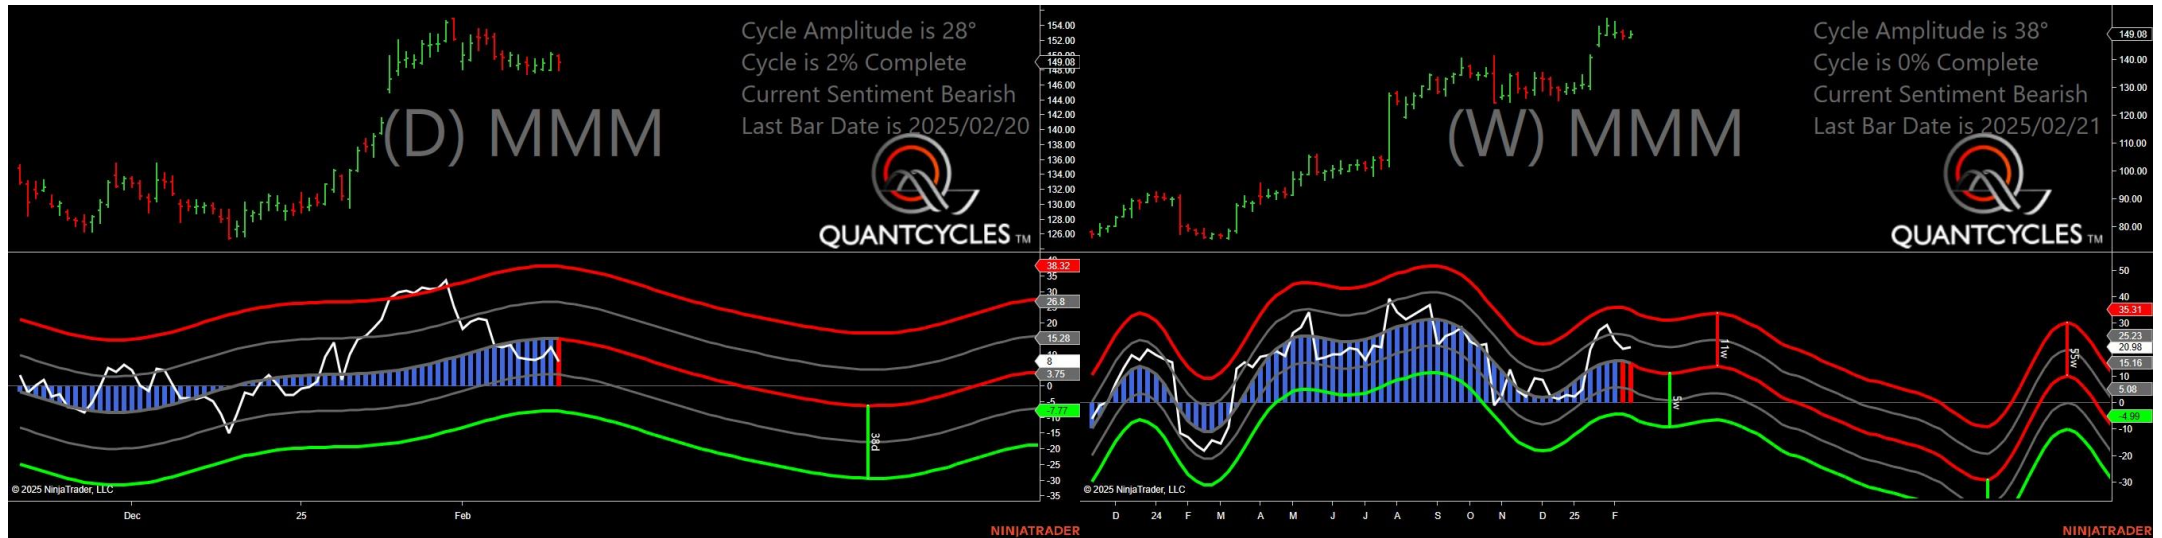 Cycle Amplitude is 28°
Cycle is 2% Complete
Current Sentiment Bearish
Last Bar Date is 2025/02/20
(D) MMM
QUANTCYCLES TM
154.00
152.00
149.08
148.00
146.00
144.00
142.00
140.00
138.00
136.00
134.00
132.00
130.00
128.00
126.00
38.32
35
30
26.8
20
15.28
8
3.75
0
-5
-7.77
-15
-20
-25
-30
-35
38d
© 2025 NinjaTrader, LLC
Dec
25
Feb
NINJATRADER
Cycle Amplitude is 38°
Cycle is 0% Complete
Current Sentiment Bearish
Last Bar Date is 2025/02/21
(W) MMM
QUANTCYCLES TM
149.08
140.00
130.00
120.00
110.00
100.00
90.00
80.00
50
40
35.31
30
25.23
20.98
15.16
10
5.08
0
-4.99
-10
-20
-30
11w
5w
55w
© 2025 NinjaTrader, LLC
D
24
F
M
A
M
J
J
A
S
O
N
D
25
F
NINJATRADER